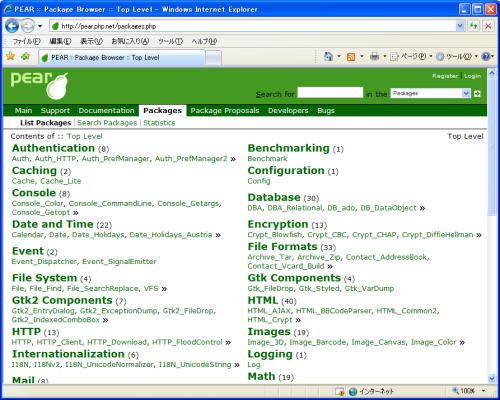 PEAR :: Package Browser :: Top Level - Windows Internet Explorer
http://pear.php.net/packages.php
ファイル(F) 編集(E) 表示(V) お気に入り(A) ツール(T) ヘルプ(H)
PEAR :: Package Browser :: Top Level
ページ(P) ツール(O)
pear
Register | Login
Search for in the Packages
Main Support Documentation Packages Package Proposals Developers Bugs
List Packages | Search Packages | Statistics
Contents of :: Top Level
Top Level
Authentication (8)
Auth, Auth_HTTP, Auth_PrefManager, Auth_PrefManager2 »
Benchmarking (1)
Benchmark
Caching (2)
Cache, Cache_Lite
Configuration (1)
Config
Console (8)
Console_Color, Console_CommandLine, Console_Getargs, Console_Getopt »
Database (30)
DBA, DBA_Relational, DB_ado, DB_DataObject »
Date and Time (22)
Calendar, Date, Date_Holidays, Date_Holidays_Austria »
Encryption (13)
Crypt_Blowfish, Crypt_CBC, Crypt_CHAP, Crypt_DiffieHellman »
Event (2)
Event_Dispatcher, Event_SignalEmitter
File Formats (33)
Archive_Tar, Archive_Zip, Contact_AddressBook, Contact_Vcard_Build »
File System (4)
File, File_Find, File_SearchReplace, VFS »
Gtk Components (4)
Gtk_FileDrop, Gtk_Styled, Gtk_VarDump
Gtk2 Components (7)
Gtk2_EntryDialog, Gtk2_ExceptionDump, Gtk2_FileDrop, Gtk2_IndexedComboBox »
HTML (40)
HTML_AJAX, HTML_BBCodeParser, HTML_Common2, HTML_Crypt »
HTTP (13)
HTTP, HTTP_Client, HTTP_Download, HTTP_FloodControl »
Images (19)
Image_3D, Image_Barcode, Image_Canvas, Image_Color »
Internationalization (6)
I18N, I18Nv2, I18N_UnicodeNormalizer, I18N_UnicodeString »
Logging (1)
Log
Mail (8)
Math (19)
インターネット
100%